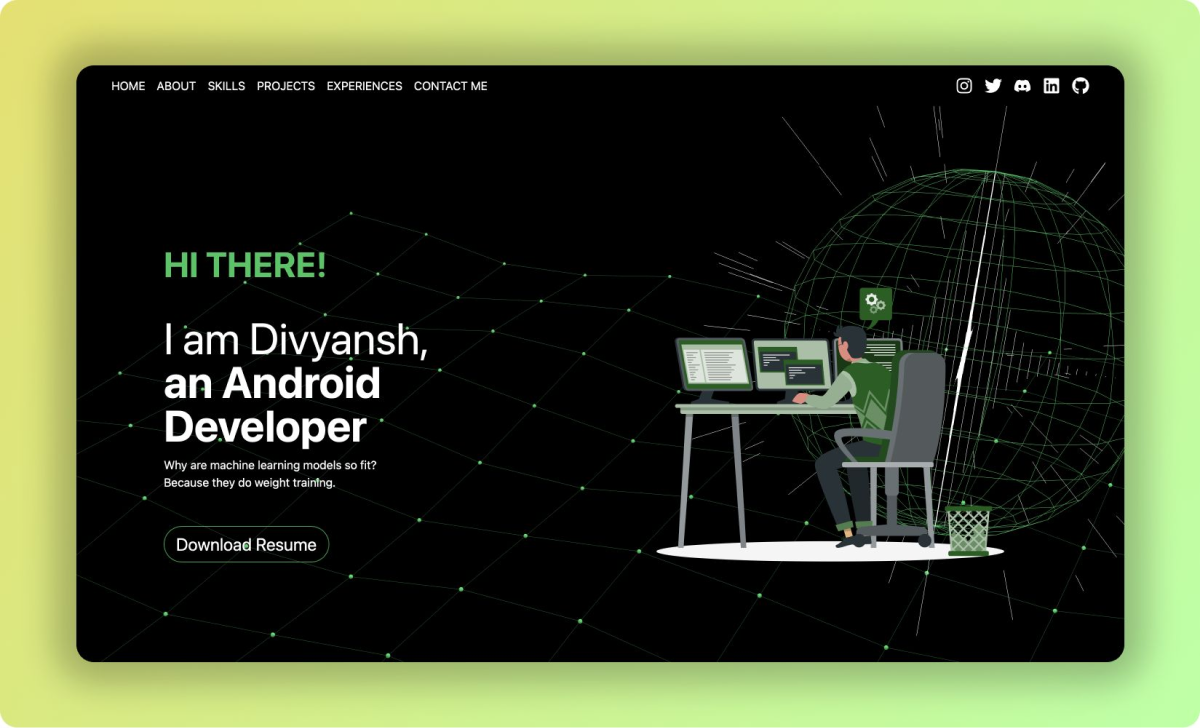 HOME ABOUT SKILLS PROJECTS EXPERIENCES CONTACT ME
HI THERE!
I am Divyansh,
an Android
Developer
Why are machine learning models so fit?
Because they do weight training.
Download Resume